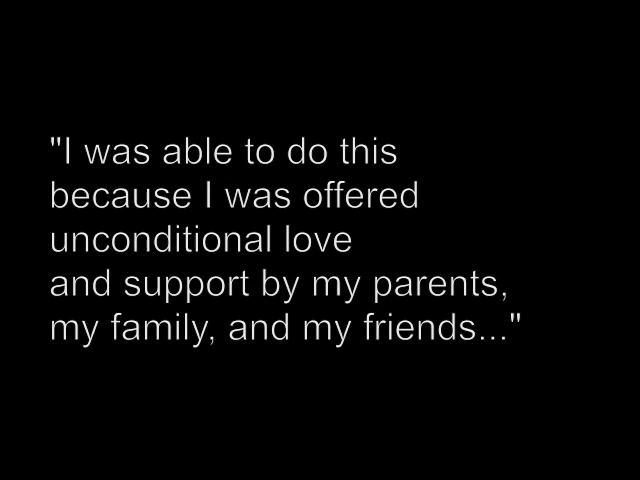 "I was able to do this
because I was offered
unconditional love
and support by my parents,
my family, and my friends..."